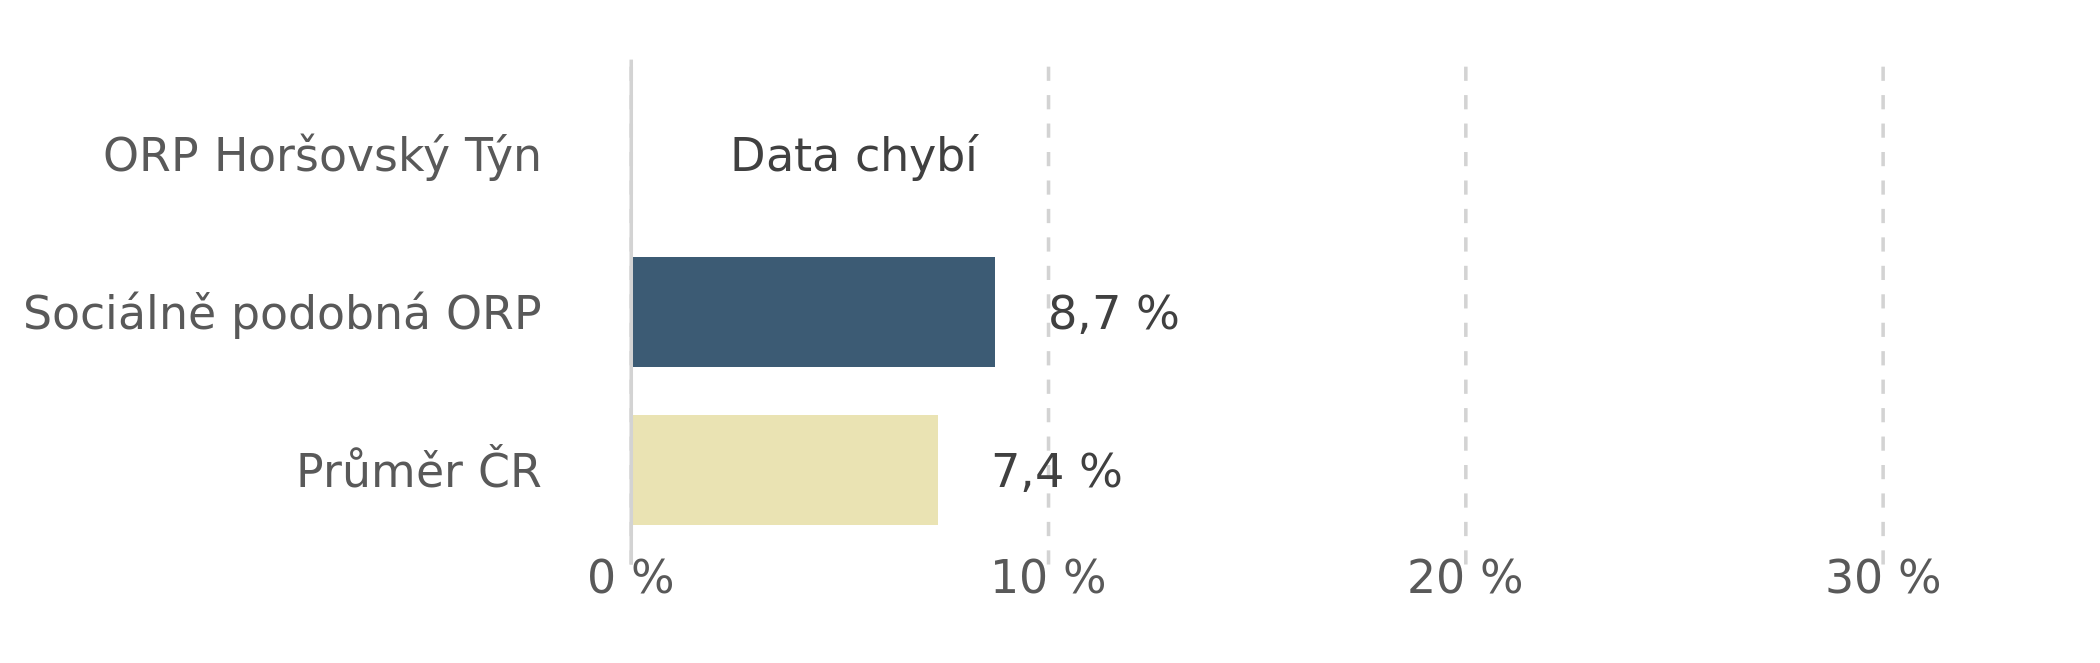 ORP Horšovský Týn
Data chybí
Sociálně podobná ORP
8,7 %
Průměr ČR
7,4 %
0 %
10 %
20 %
30 %